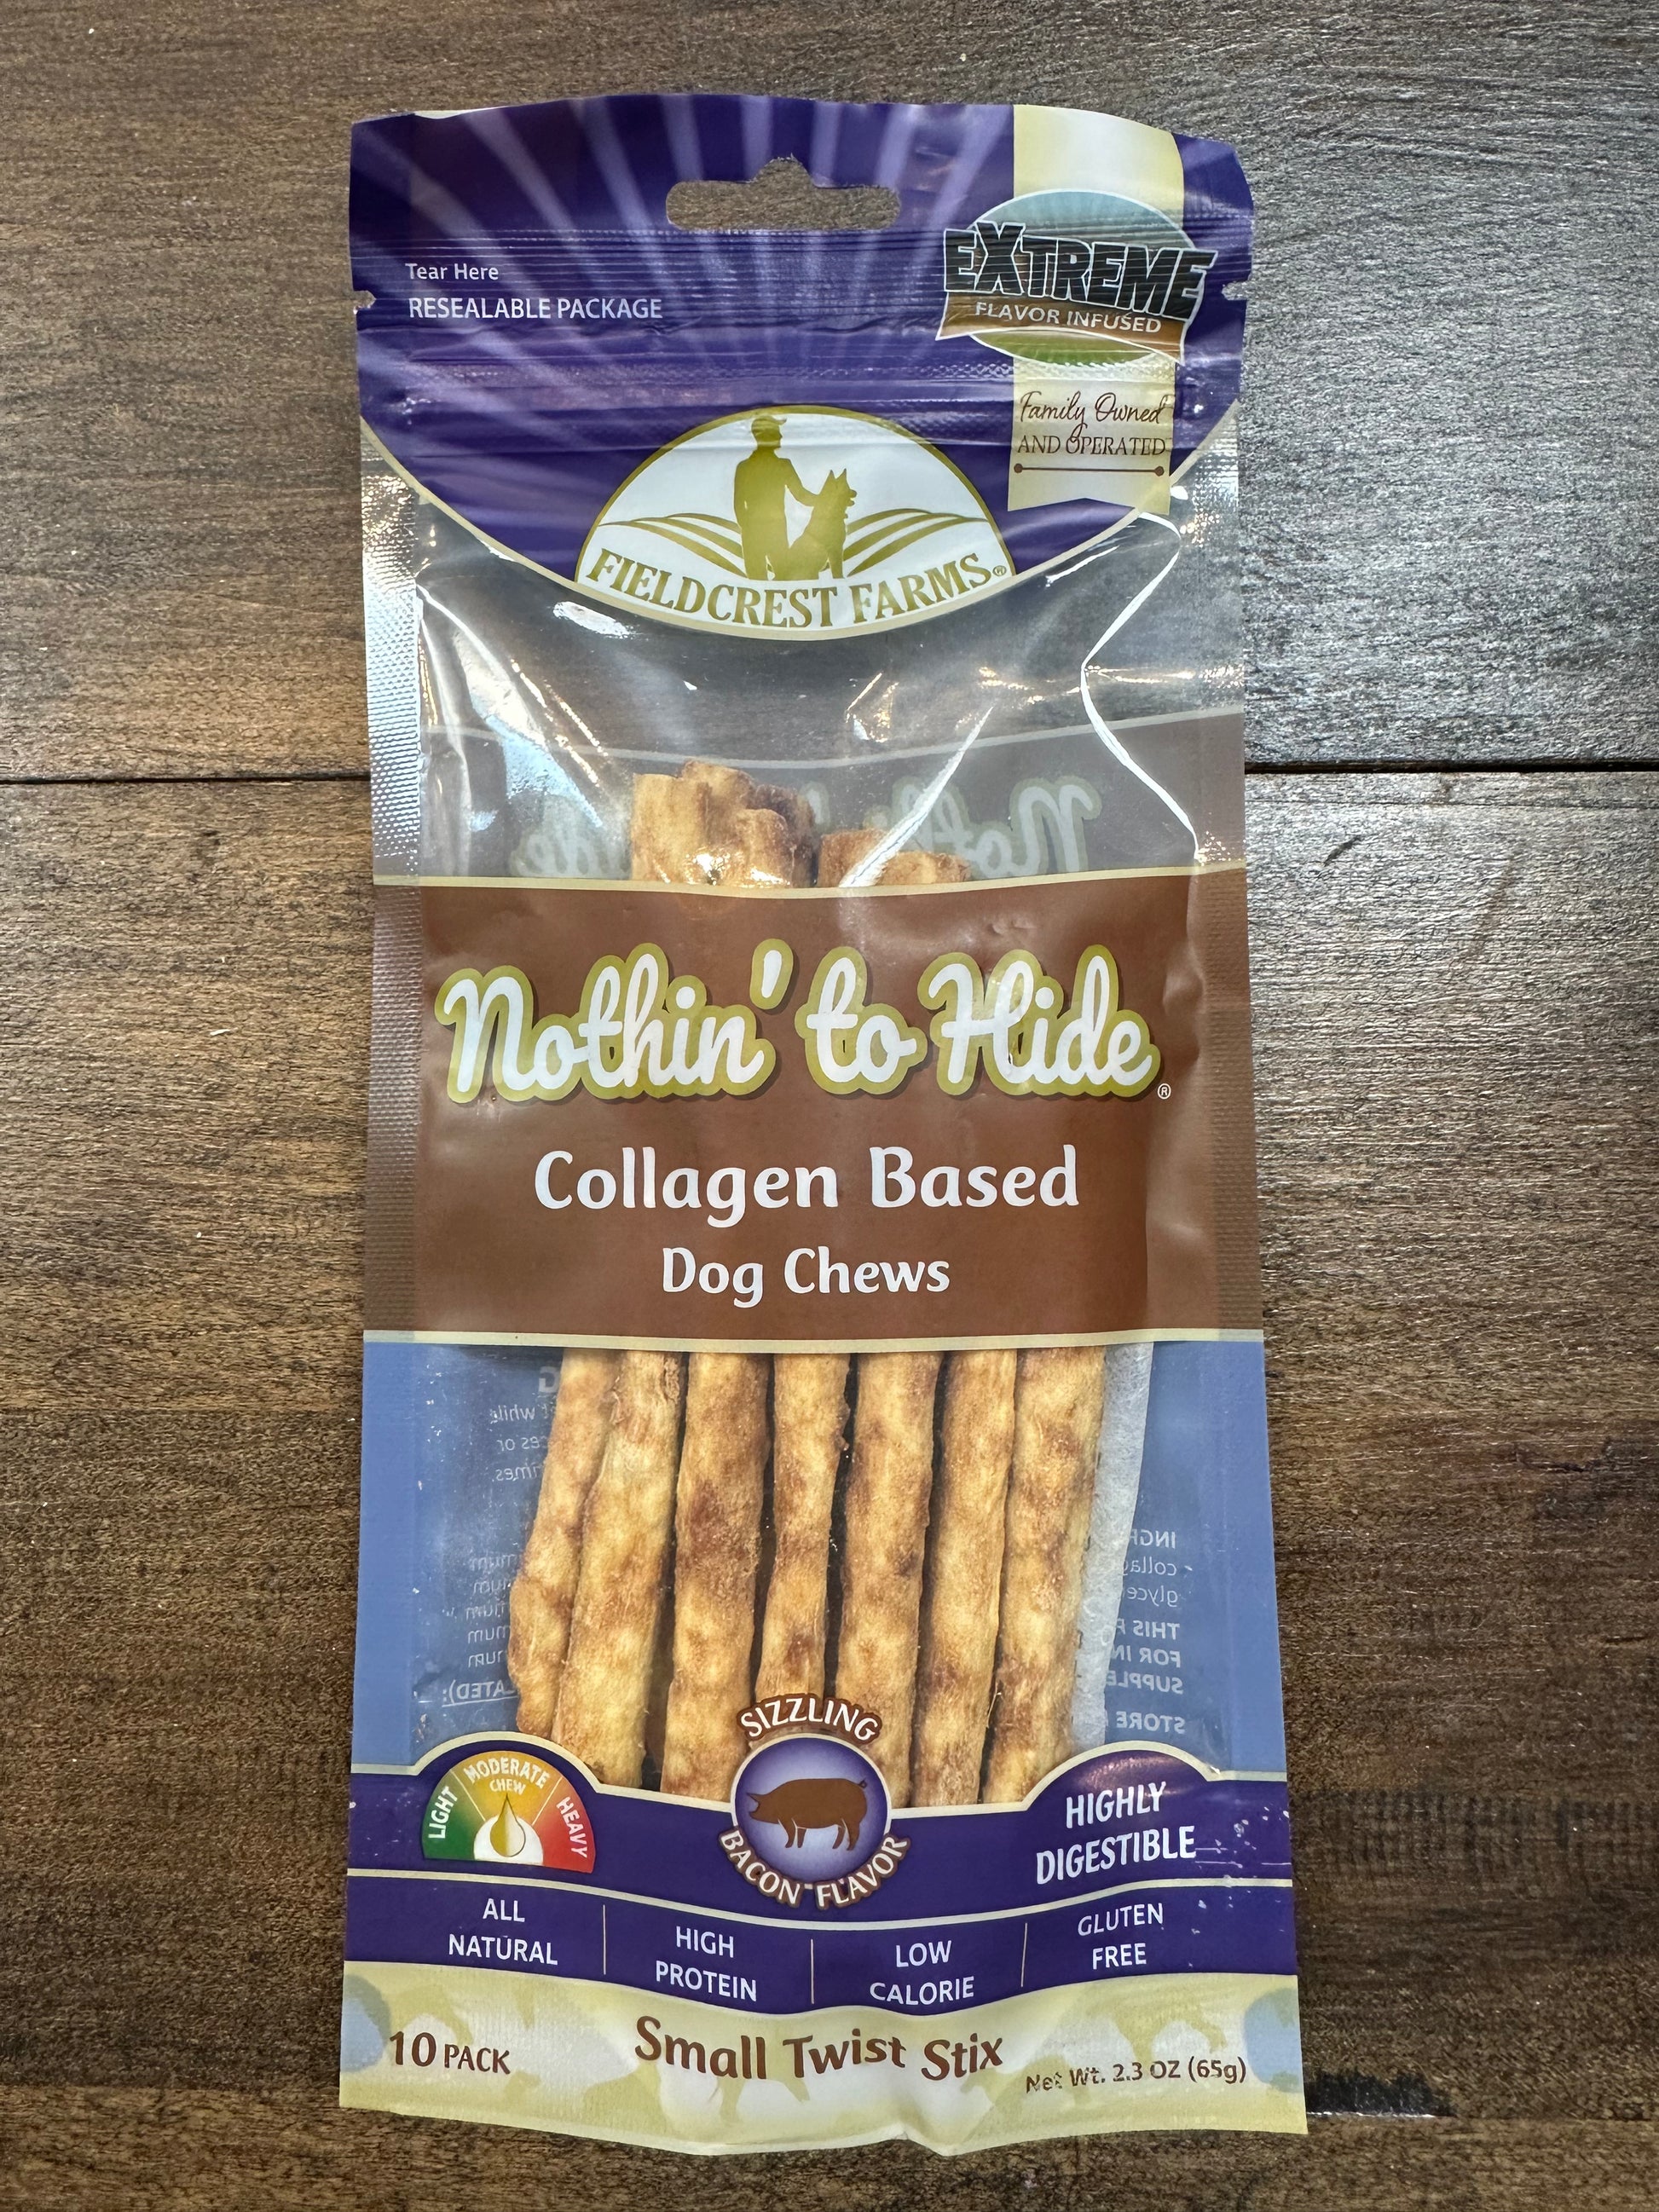 Tear Here
RESEALABLE PACKAGE
EXTREME
FLAVOR INFUSED
Family Owned
AND OPERATED
FIELDCREST FARMS®
Nothin' to Hide®
Collagen Based
Dog Chews
SIZZLING
BACON FLAVOR
LIGHT
MODERATE
CHEW
HEAVY
HIGHLY
DIGESTIBLE
ALL
NATURAL
HIGH
PROTEIN
LOW
CALORIE
GLUTEN
FREE
10 PACK
Small Twist Stix
Net Wt. 2.3 OZ (65g)